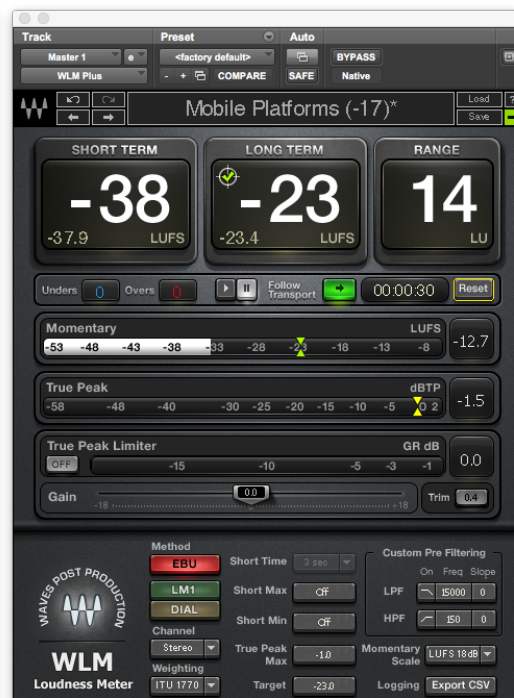 Track Preset Auto
Master 1 e <factory default> BYPASS
WLM Plus - + COMPARE SAFE Native
Mobile Platforms (-17)* Load ?
Save
SHORT TERM LONG TERM RANGE
-38 -23 14
-37.9 LUFS -23.4 LUFS LU
Unders 0 Overs 0 Follow Transport 00:00:30 Reset
Momentary LUFS
-53 -48 -43 -38 -33 -28 -23 -18 -13 -8 -12.7
True Peak dBTP
-58 -48 -40 -30 -25 -20 -15 -10 -5 0 2 -1.5
True Peak Limiter GR dB
OFF -15 -10 -5 -3 -1 0.0
Gain -18 0.0 +18 Trim 0.4
WAVES POST PRODUCTION
WLM
Loudness Meter
Method
EBU
LM1
DIAL
Channel
Stereo
Weighting
ITU 1770
Short Time 3 sec
Short Max Off
Short Min Off
True Peak Max -1.0
Target -23.0
Custom Pre Filtering
On Freq Slope
LPF 15000 0
HPF 150 0
Momentary Scale LUFS 18dB
Logging Export CSV